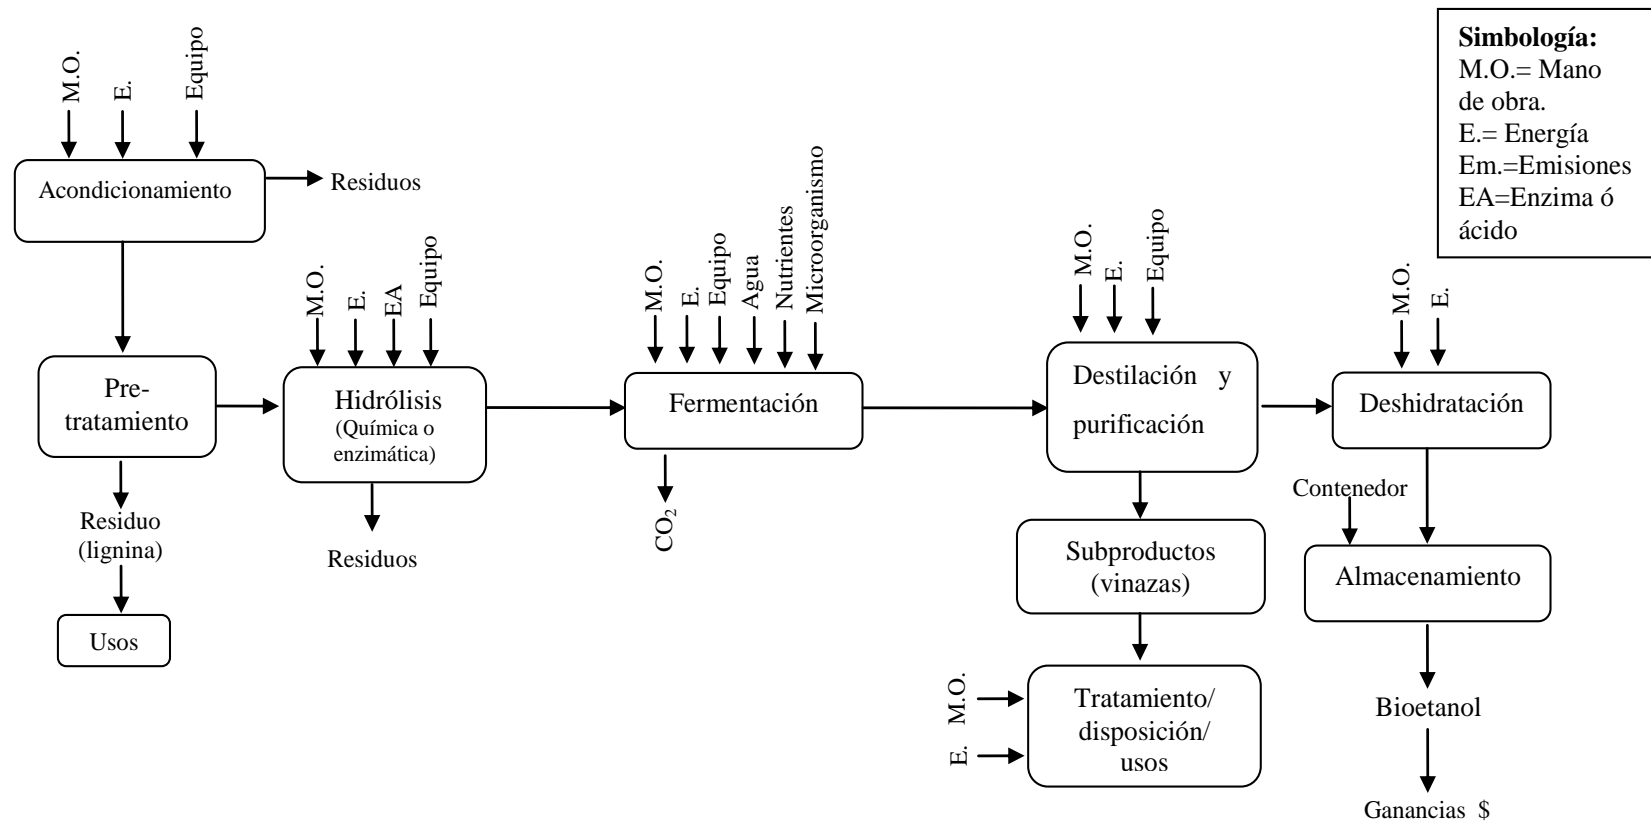 Simbología:
M.O.= Mano
de obra.
E.= Energía
Em.=Emisiones
EA=Enzima ó
ácido
M.O.
E.
Equipo
Acondicionamiento
Residuos
Pre-
tratamiento
Residuo
(lignina)
Usos
M.O.
E.
EA
Equipo
Hidrólisis
(Química o
enzimática)
Residuos
M.O.
E.
Equipo
Agua
Nutrientes
Microorganismo
Fermentación
CO₂
M.O.
E.
Equipo
Destilación y
purificación
Subproductos
(vinazas)
M.O.
E.
Tratamiento/
disposición/
usos
M.O.
E.
Deshidratación
Contenedor
Almacenamiento
Bioetanol
Ganancias $